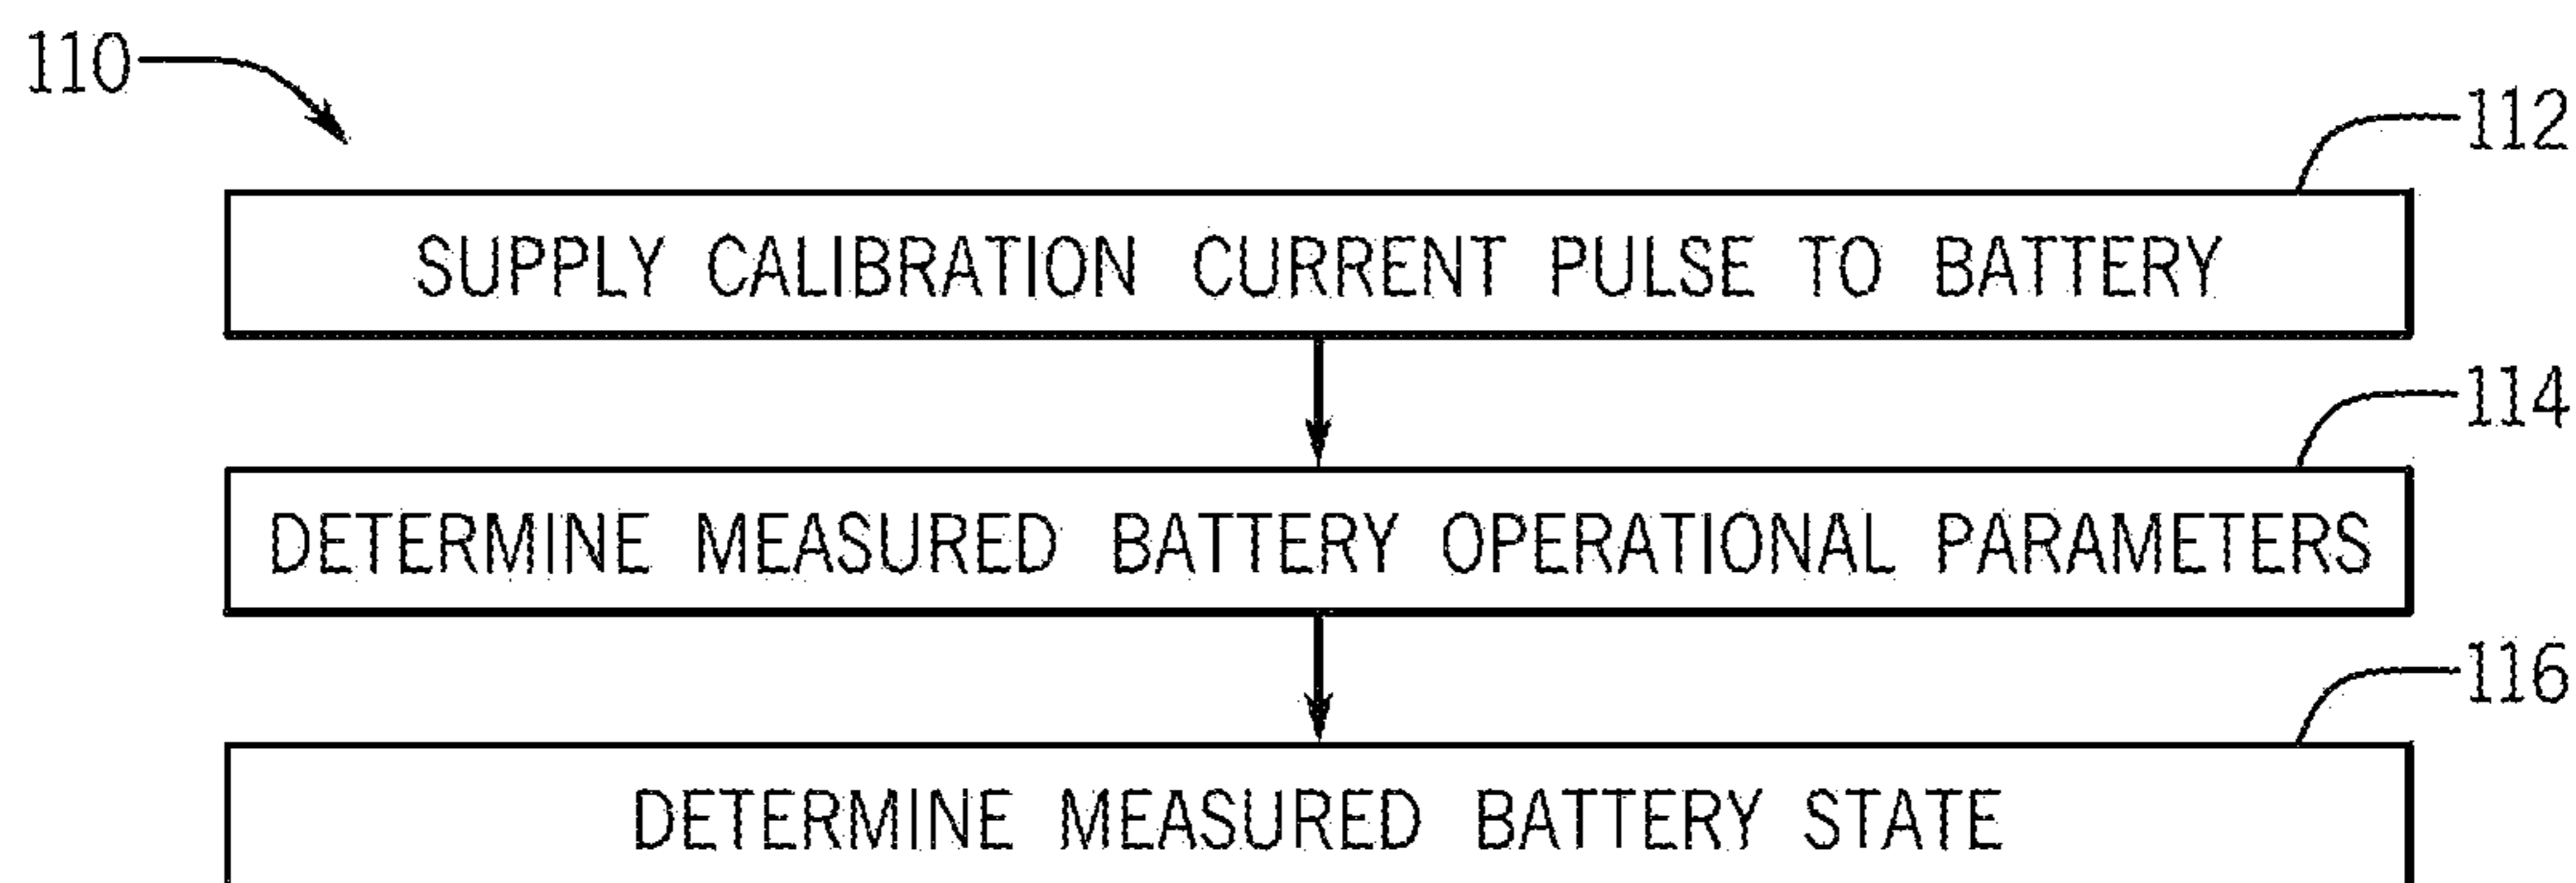 110
112
SUPPLY CALIBRATION CURRENT PULSE TO BATTERY
114
DETERMINE MEASURED BATTERY OPERATIONAL PARAMETERS
116
DETERMINE MEASURED BATTERY STATE